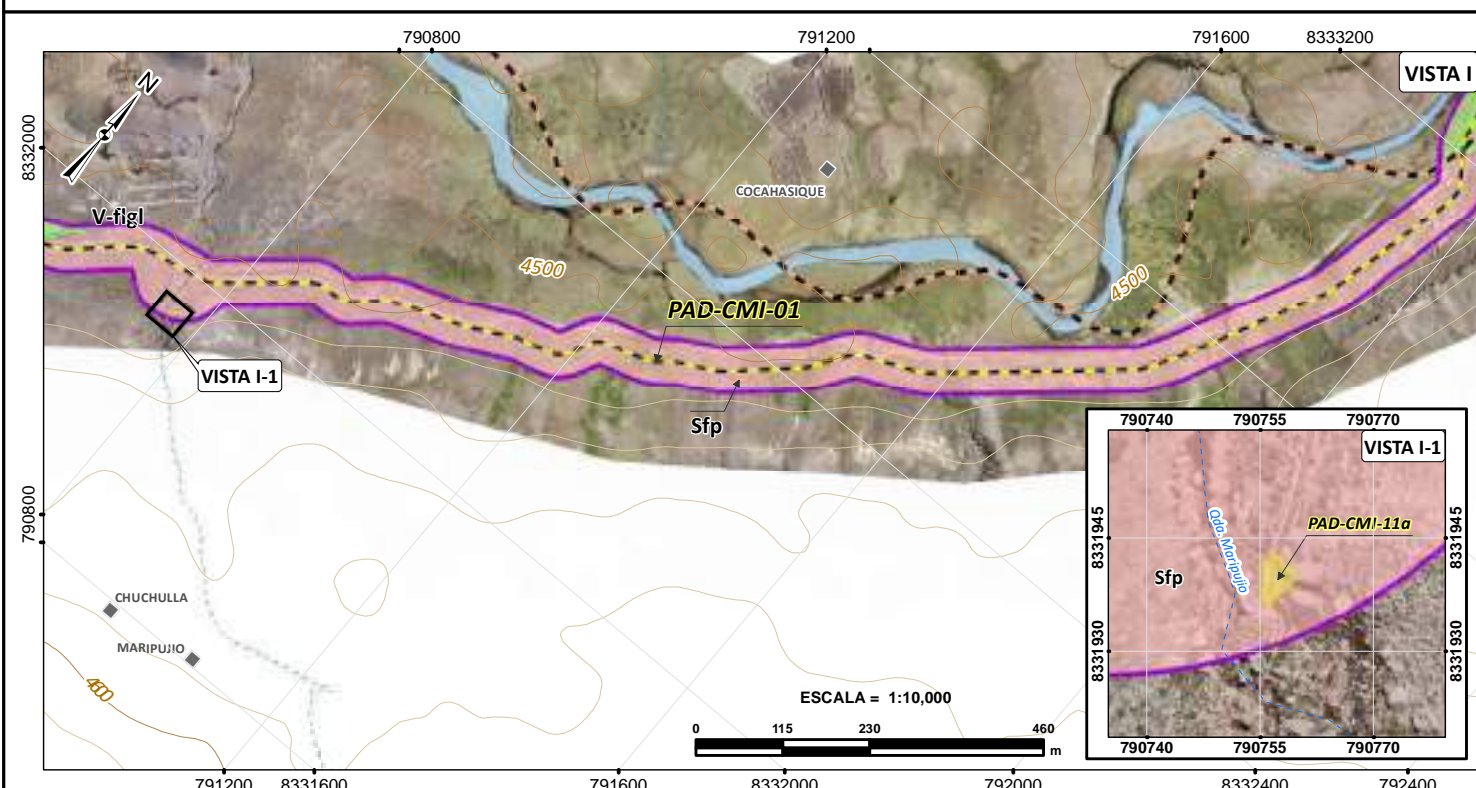 790800
791200
791600
8333200
VISTA I
N
8332000
COCAHASIQUE
V-flgl
4500
4500
PAD-CMI-01
VISTA I-1
Sfp
790740
790755
790770
VISTA I-1
8331945
8331945
PAD-CMI-11a
Qda. Maripujio
Sfp
8331930
8331930
790740
790755
790770
790800
CHUCHULLA
MARIPUJIO
4600
ESCALA = 1:10,000
0
115
230
460
m
791200
8331600
791600
8332000
792000
8332400
792400